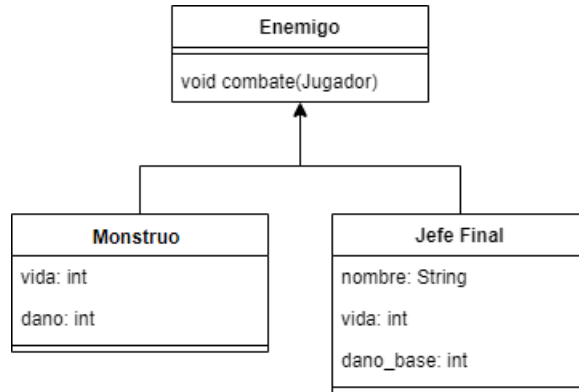 Enemigo
void combate(Jugador)
Monstruo
vida: int
dano: int
Jefe Final
nombre: String
vida: int
dano_base: int